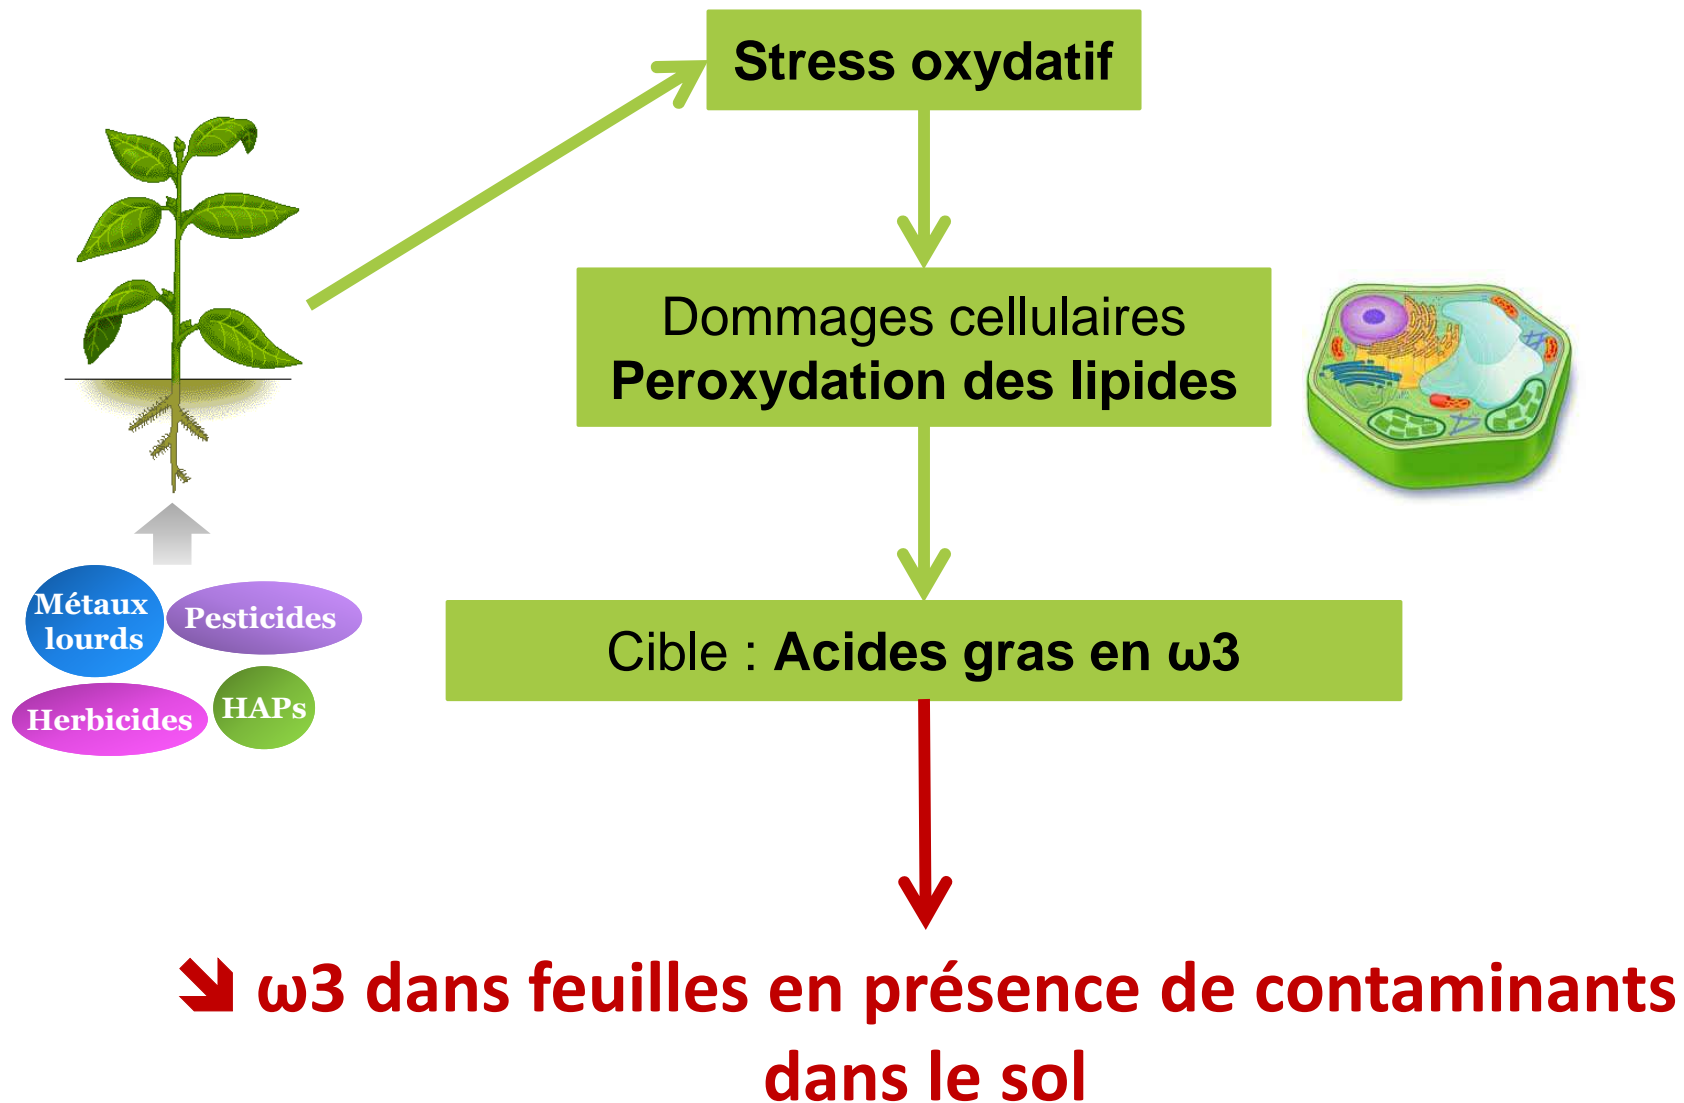 Stress oxydatif
Dommages cellulaires
Peroxydation des lipides
Métaux
lourds
Pesticides
Herbicides
HAPs
Cible : Acides gras en ω3
ω3 dans feuilles en présence de contaminants
dans le sol